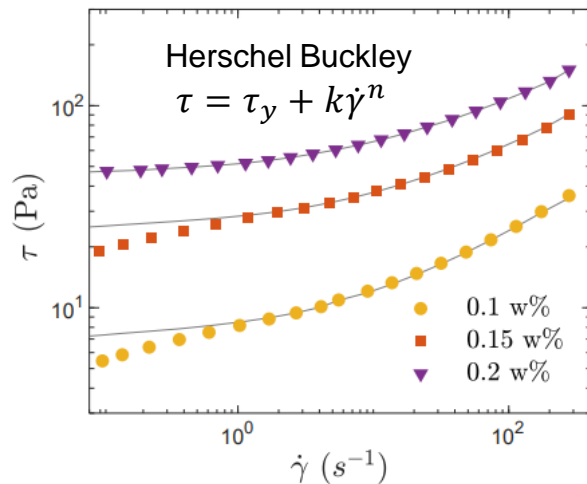 Herschel Buckley
τ = τ_y + kγ̇^n
10^2
10^1
τ (Pa)
0.1 w%
0.15 w%
0.2 w%
10^0
10^2
γ̇ (s^{-1})